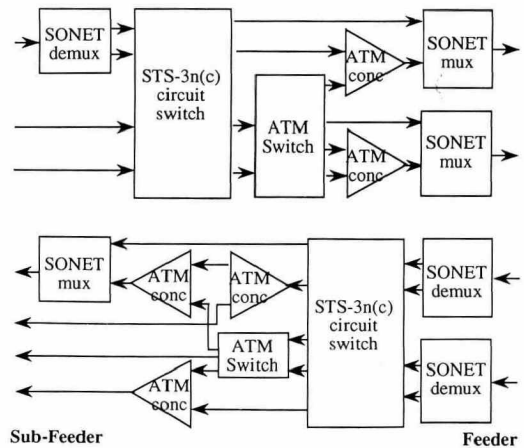 SONET
demux
STS-3n(c)
circuit
switch
ATM
Switch
ATM
conc
ATM
conc
SONET
mux
SONET
mux
SONET
mux
ATM
conc
ATM
conc
ATM
Switch
ATM
conc
STS-3n(c)
circuit
switch
SONET
demux
SONET
demux
Sub-Feeder
Feeder